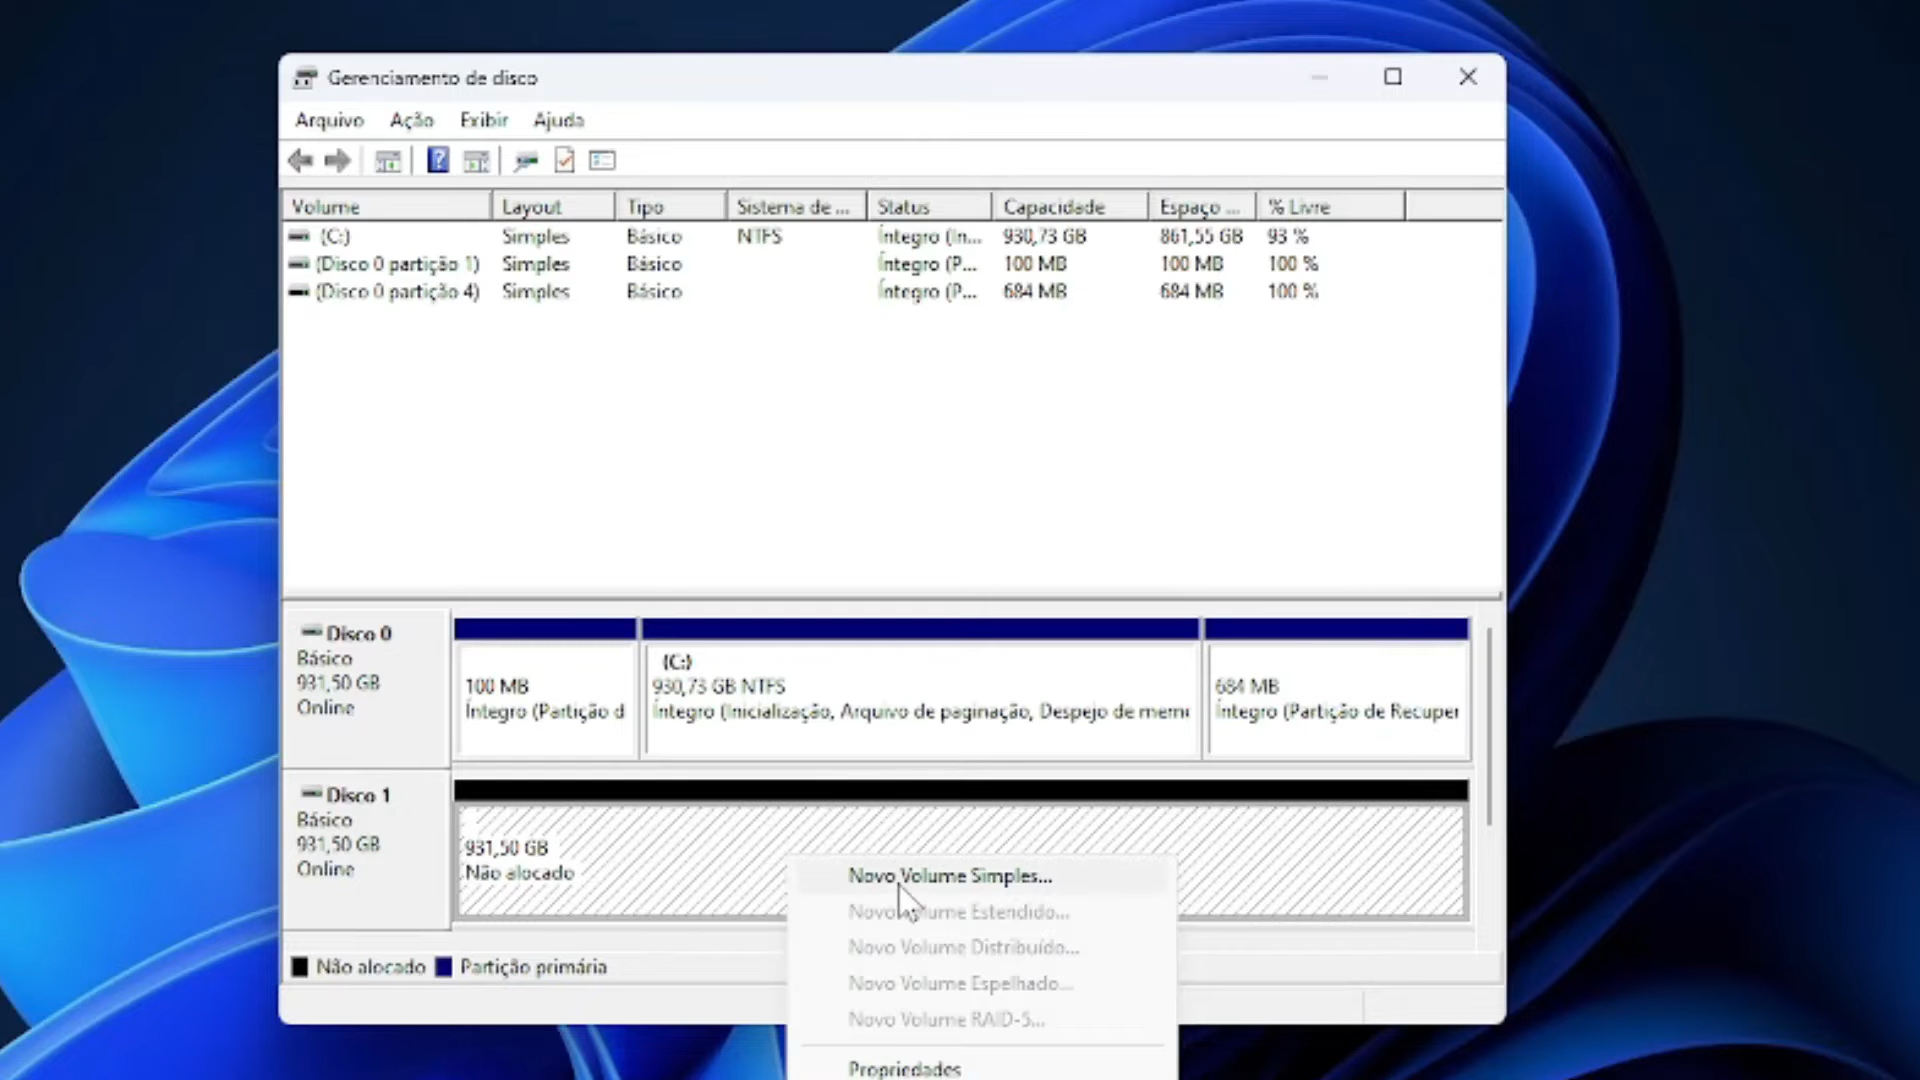 Gerenciamento de disco
Arquivo Ação Exibir Ajuda
Volume Layout Tipo Sistema de ... Status Capacidade Espaço ... % Livre
(C:) Simples Básico NTFS Íntegro (In... 930,73 GB 861,55 GB 93 %
(Disco 0 partição 1) Simples Básico Íntegro (P... 100 MB 100 MB 100 %
(Disco 0 partição 4) Simples Básico Íntegro (P... 684 MB 684 MB 100 %
Disco 0
Básico
931,50 GB
Online
100 MB
Íntegro (Partição d
(C:)
930,73 GB NTFS
Íntegro (Inicialização, Arquivo de paginação, Despejo de mem
684 MB
Íntegro (Partição de Recuper
Disco 1
Básico
931,50 GB
Online
931,50 GB
Não alocado
Novo Volume Simples...
Novo Volume Estendido...
Novo Volume Distribuído...
Novo Volume Espelhado...
Novo Volume RAID-5...
Propriedades
Não alocado Partição primária